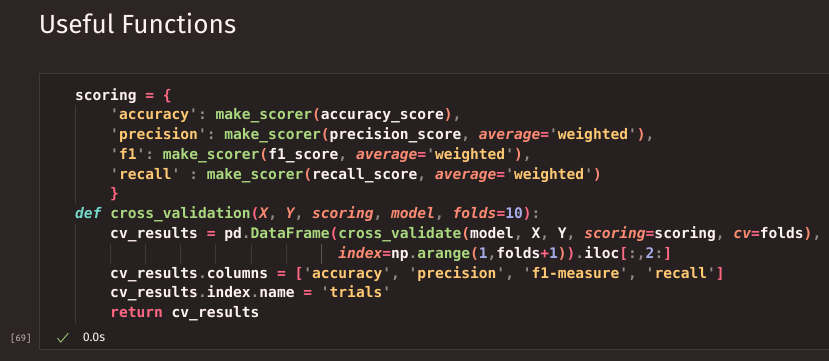 Useful Functions
scoring = {
    'accuracy': make_scorer(accuracy_score),
    'precision': make_scorer(precision_score, average='weighted'),
    'f1': make_scorer(f1_score, average='weighted'),
    'recall' : make_scorer(recall_score, average='weighted')
    }
def cross_validation(X, Y, scoring, model, folds=10):
    cv_results = pd.DataFrame(cross_validate(model, X, Y, scoring=scoring, cv=folds),
                              index=np.arange(1,folds+1)).iloc[:,2:]
    cv_results.columns = ['accuracy', 'precision', 'f1-measure', 'recall']
    cv_results.index.name = 'trials'
    return cv_results
[69] ✓ 0.0s